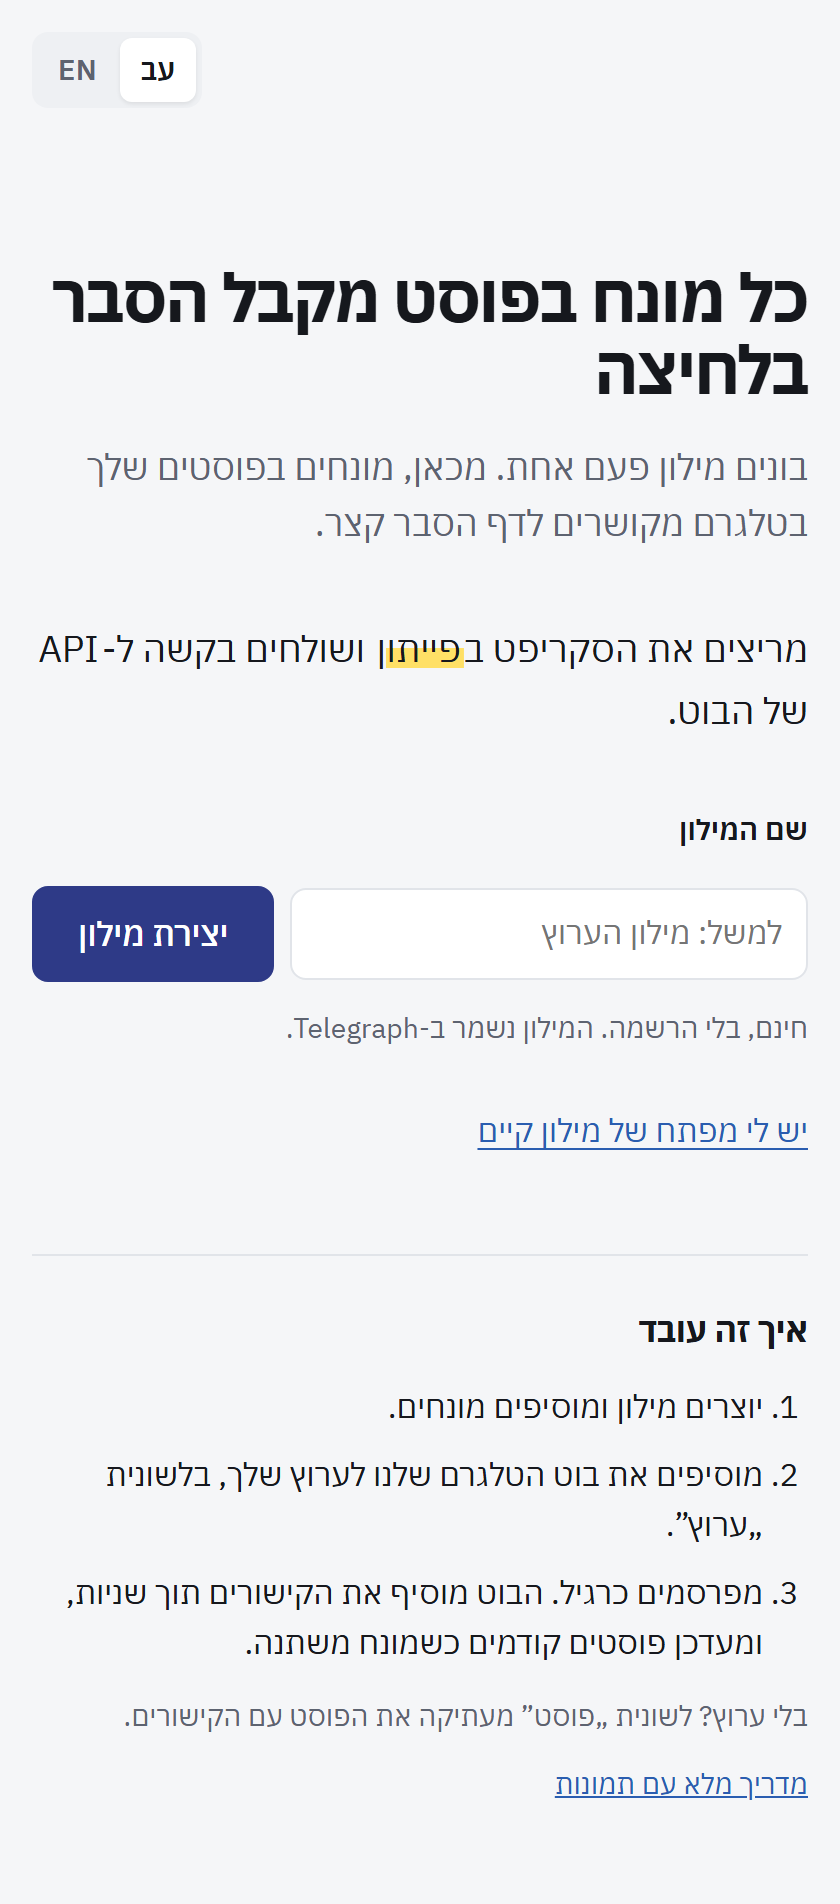 עב EN
כל מונח בפוסט מקבל הסבר
בלחיצה
בונים מילון פעם אחת. מכאן, מונחים בפוסטים שלך
בטלגרם מקושרים לדף הסבר קצר.
מריצים את הסקריפט בפייתון ושולחים בקשה ל-API
של הבוט.
שם המילון
למשל: מילון הערוץ
יצירת מילון
חינם, בלי הרשמה. המילון נשמר ב-Telegraph.
יש לי מפתח של מילון קיים
איך זה עובד
1. יוצרים מילון ומוסיפים מונחים.
2. מוסיפים את בוט הטלגרם שלנו לערוץ שלך, בלשונית
„ערוץ”.
3. מפרסמים כרגיל. הבוט מוסיף את הקישורים תוך שניות,
ומעדכן פוסטים קודמים כשמונח משתנה.
בלי ערוץ? לשונית „פוסט” מעתיקה את הפוסט עם הקישורים.
מדריך מלא עם תמונות